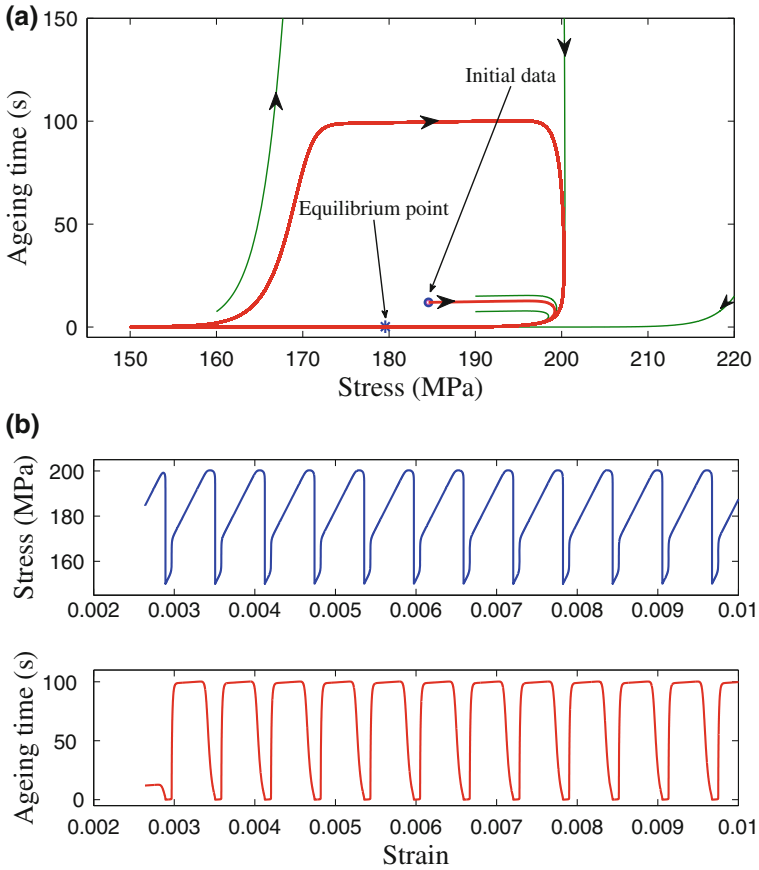 (a)
150
100
50
0
Ageing time (s)
Initial data
Equilibrium point
150 160 170 180 190 200 210 220
Stress (MPa)
(b)
200
180
160
Stress (MPa)
0.002 0.003 0.004 0.005 0.006 0.007 0.008 0.009 0.01
100
50
0
Ageing time (s)
0.002 0.003 0.004 0.005 0.006 0.007 0.008 0.009 0.01
Strain